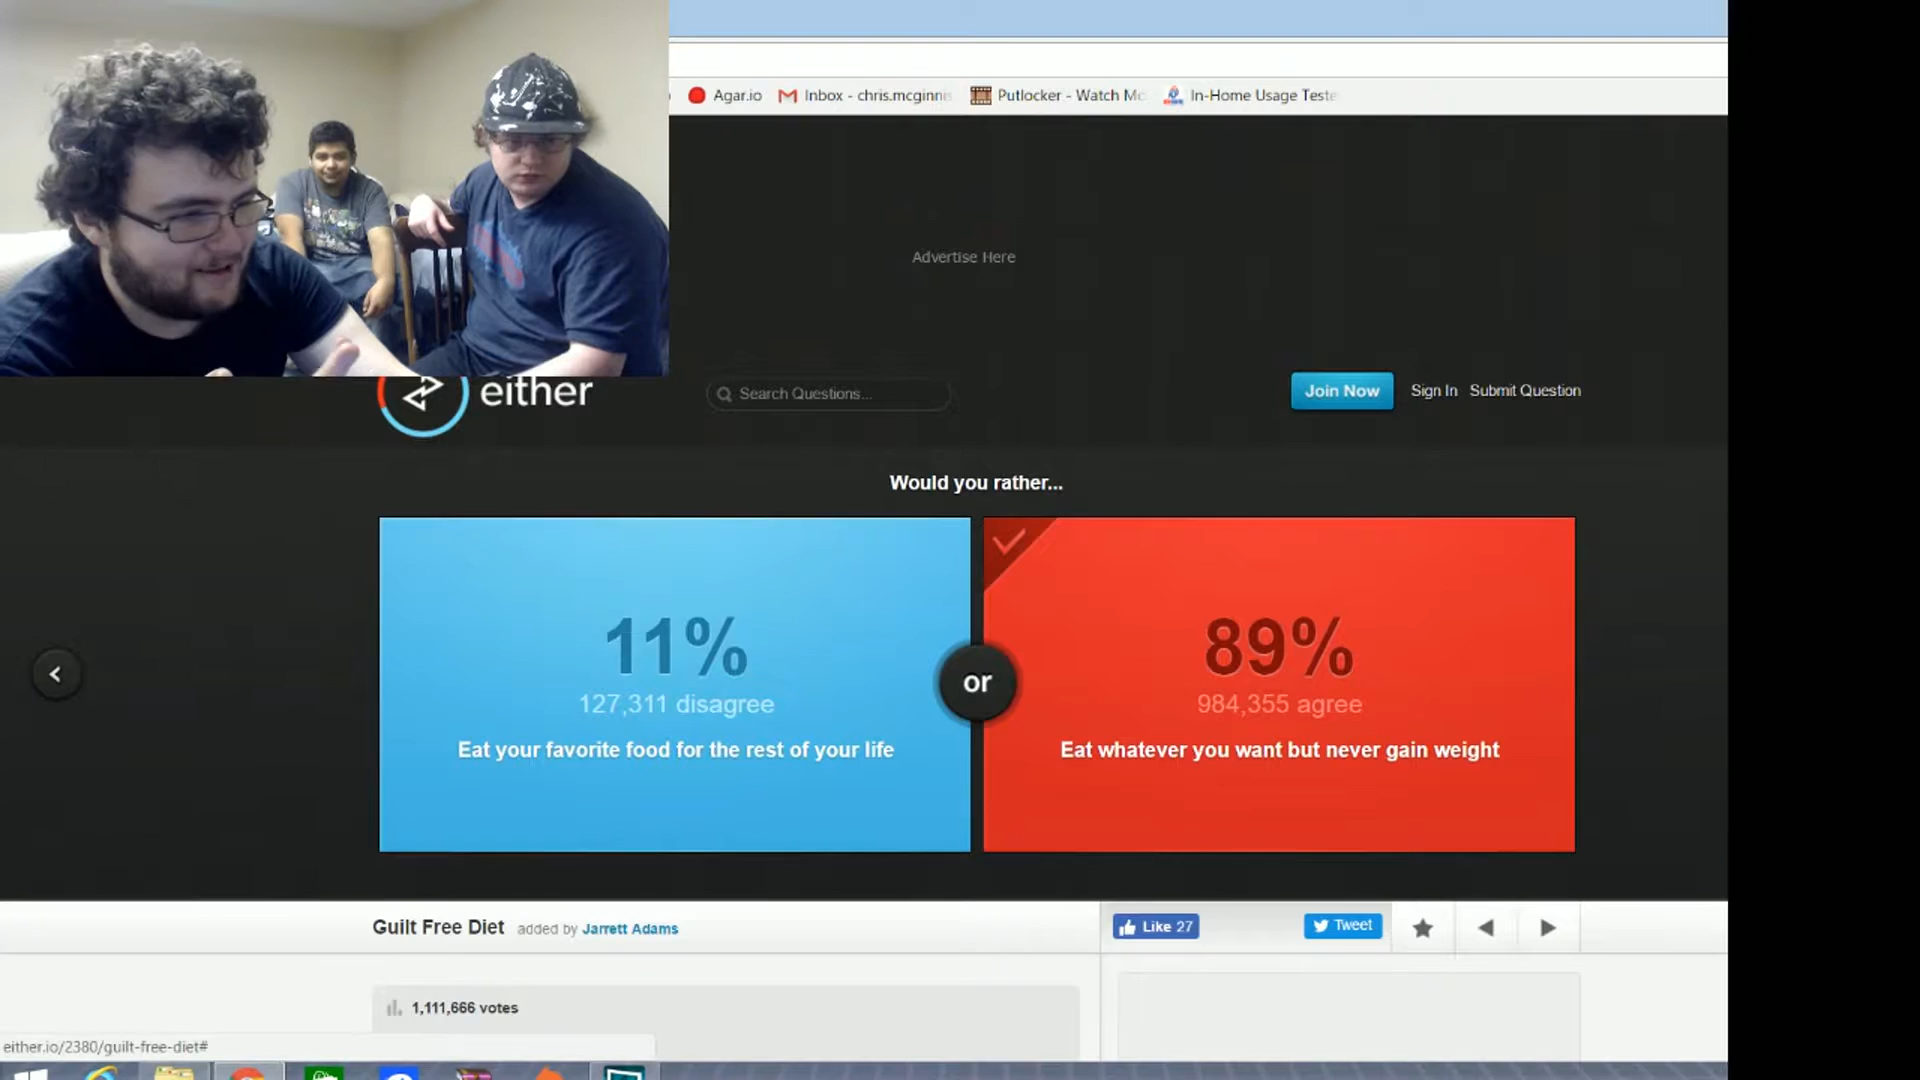 Agar.io
Inbox - chris.mcginnis
Putlocker - Watch Mo
In-Home Usage Teste
Advertise Here
either
Search Questions...
Join Now
Sign In
Submit Question
Would you rather...
11%
127,311 disagree
Eat your favorite food for the rest of your life
or
89%
984,355 agree
Eat whatever you want but never gain weight
Guilt Free Diet added by Jarrett Adams
Like 27
Tweet
1,111,666 votes
either.io/2380/guilt-free-diet#